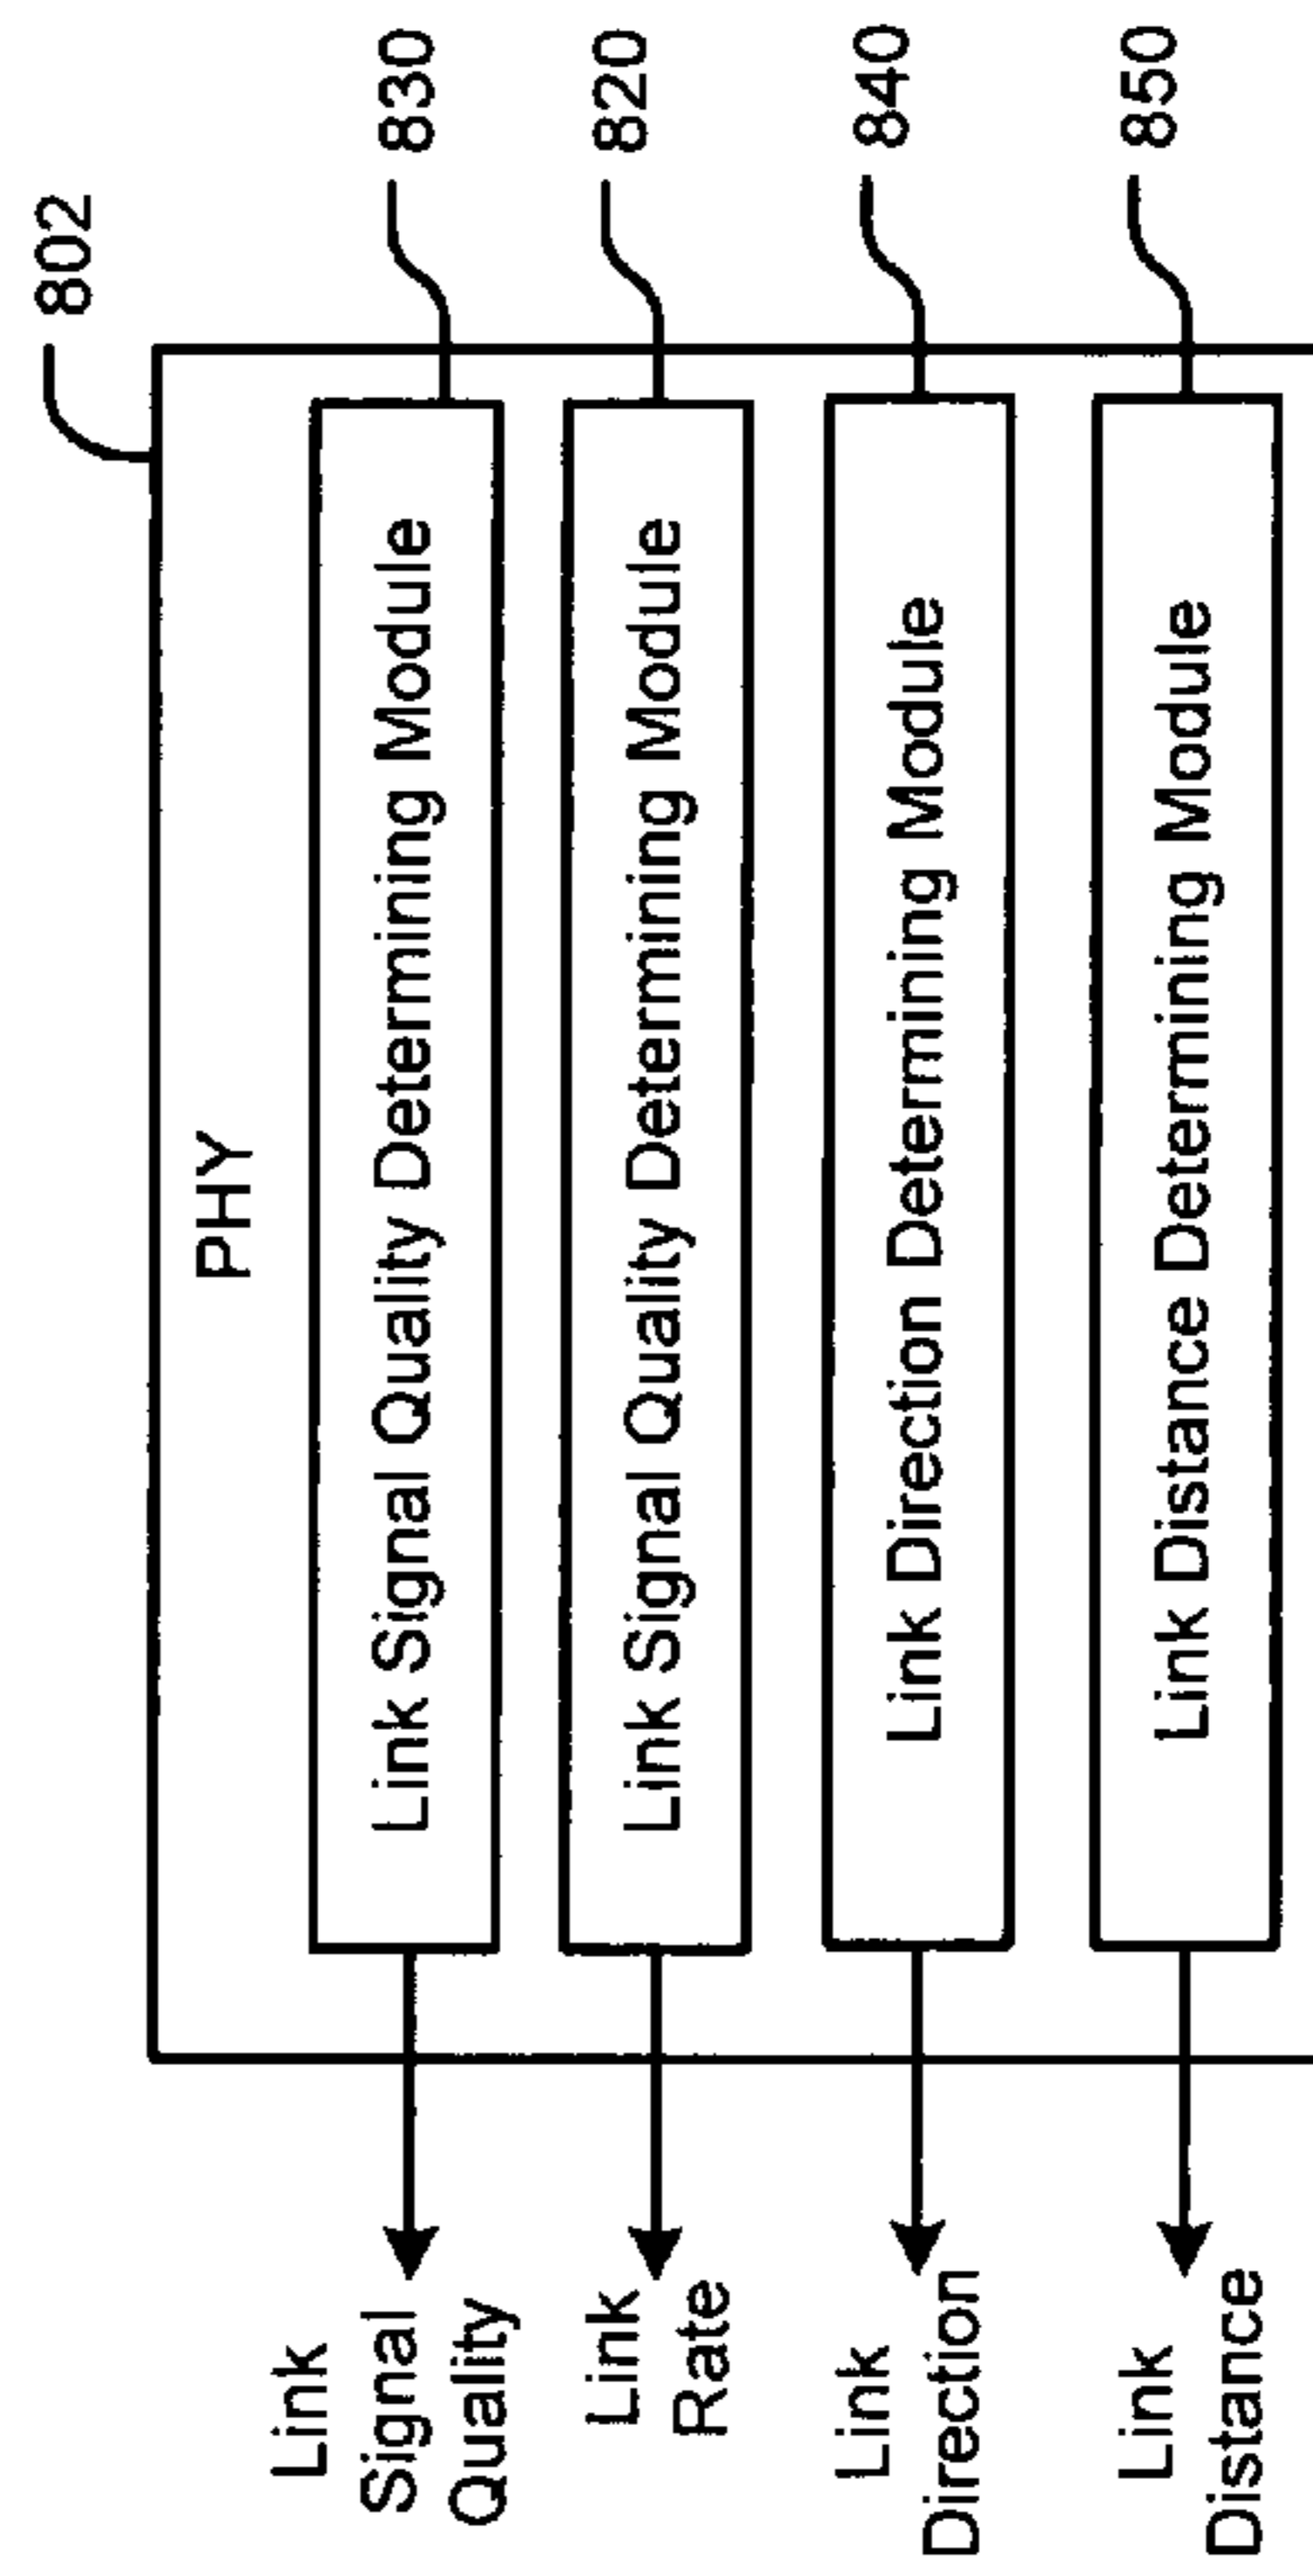 802
PHY
Link
Signal
Quality
Link Signal Quality Determining Module
830
Link
Rate
Link Signal Quality Determining Module
820
Link
Direction
Link Direction Determining Module
840
Link
Distance
Link Distance Determining Module
850